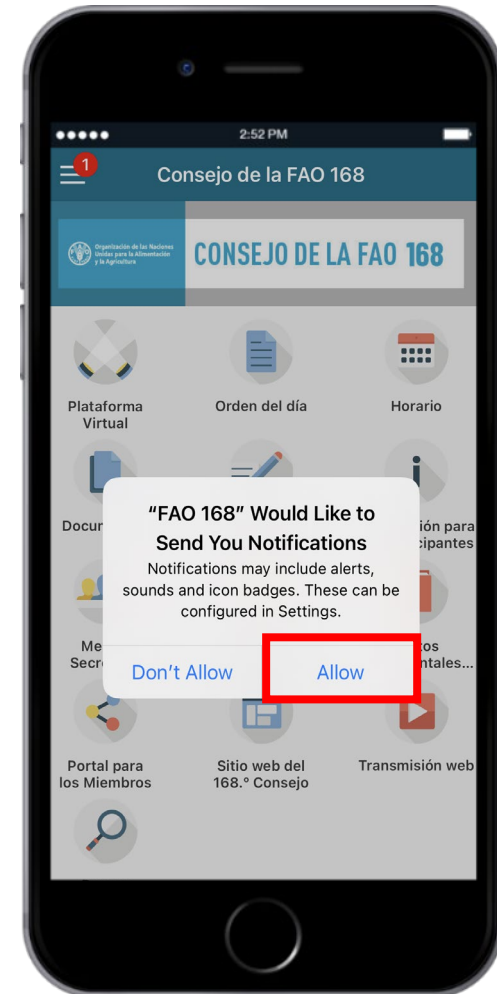 2:52 PM
1
Consejo de la FAO 168
Organización de las Naciones
Unidas para la Alimentación
y la Agricultura
CONSEJO DE LA FAO 168
Plataforma
Virtual
Orden del día
Horario
"FAO 168" Would Like to
Send You Notifications
Notifications may include alerts,
sounds and icon badges. These can be
configured in Settings.
Don't Allow
Allow
Portal para
los Miembros
Sitio web del
168.º Consejo
Transmisión web